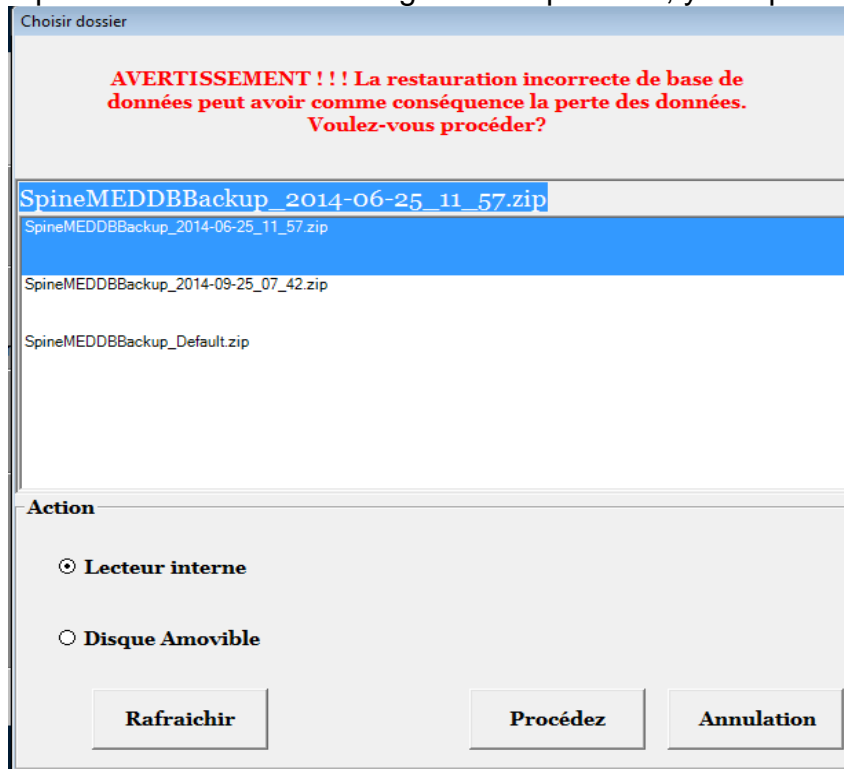 Choisir dossier
AVERTISSEMENT ! ! ! La restauration incorrecte de base de
données peut avoir comme conséquence la perte des données.
Voulez-vous procéder?
SpineMEDDBBackup_2014-06-25_11_57.zip
SpineMEDDBBackup_2014-06-25_11_57.zip
SpineMEDDBBackup_2014-09-25_07_42.zip
SpineMEDDBBackup_Default.zip
Action
Lecteur interne
Disque Amovible
Rafraichir Procédez Annulation